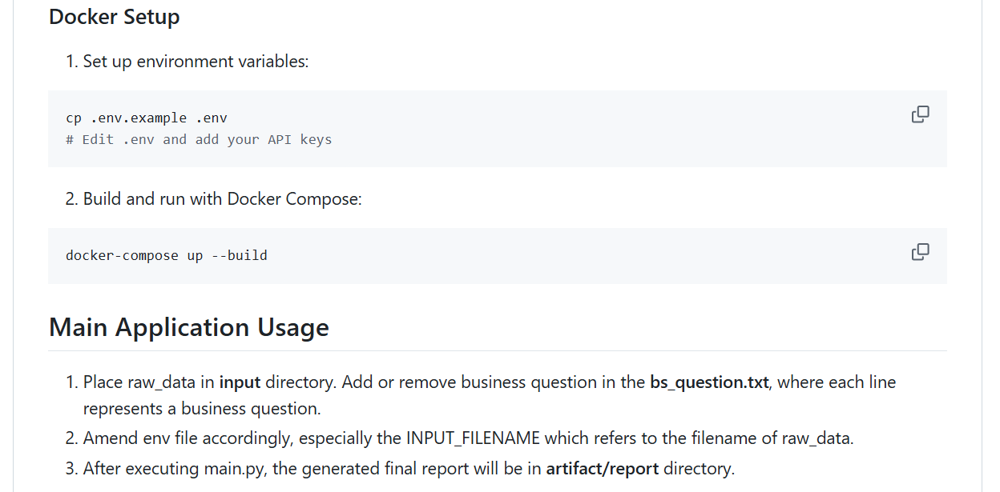 Docker Setup
1. Set up environment variables:
cp .env.example .env
# Edit .env and add your API keys
2. Build and run with Docker Compose:
docker-compose up --build
Main Application Usage
1. Place raw_data in input directory. Add or remove business question in the bs_question.txt, where each line
represents a business question.
2. Amend env file accordingly, especially the INPUT_FILENAME which refers to the filename of raw_data.
3. After executing main.py, the generated final report will be in artifact/report directory.